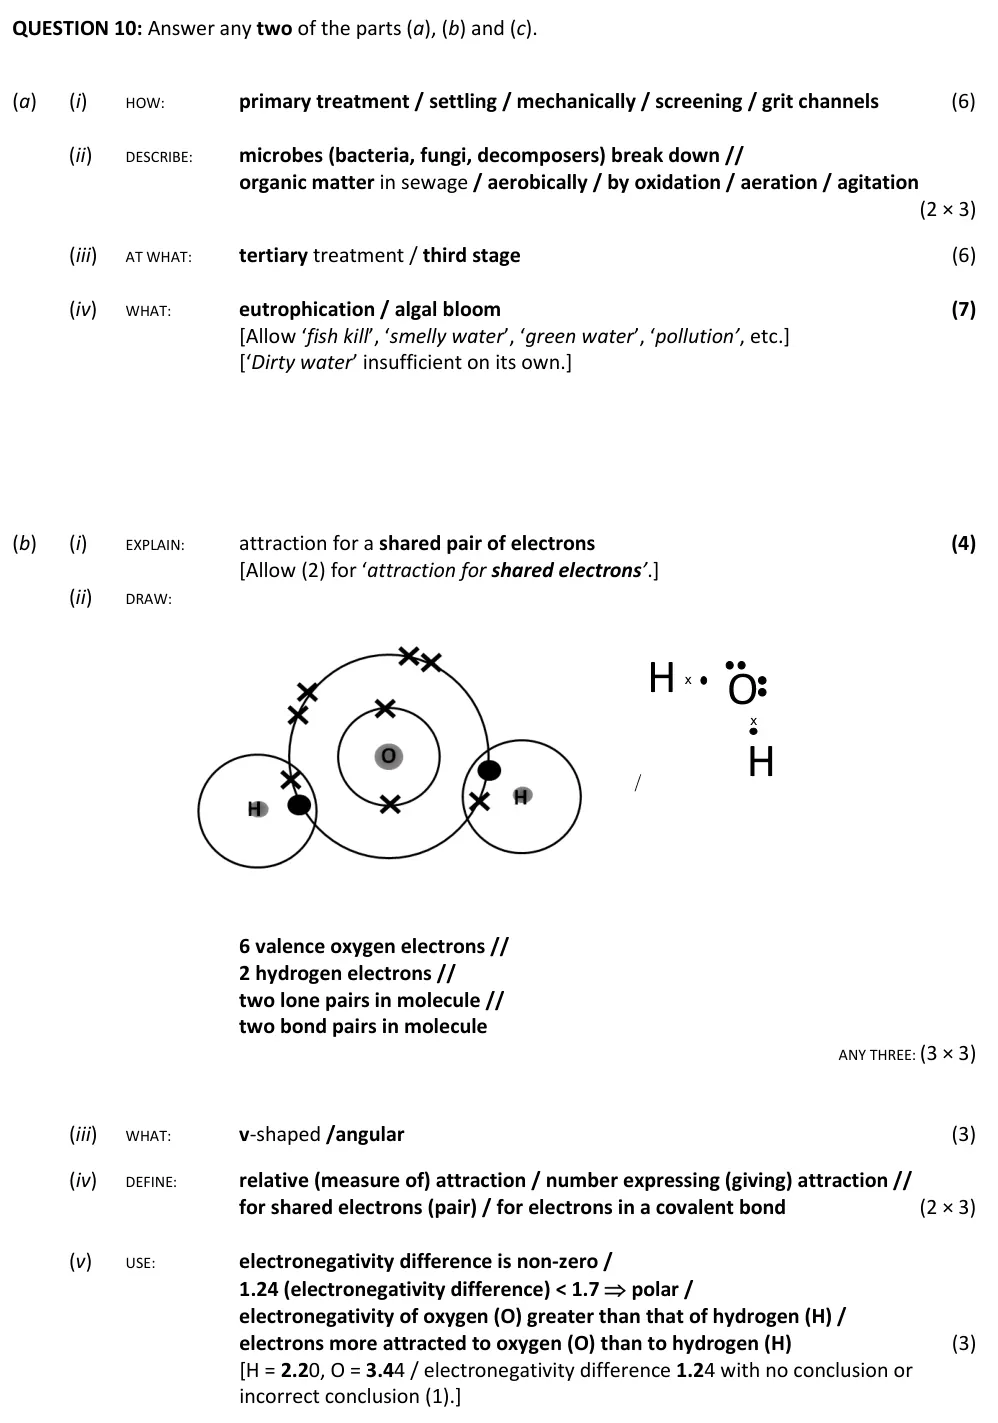 QUESTION 10: Answer any two of the parts (a), (b) and (c).
(a) (i) HOW: primary treatment / settling / mechanically / screening / grit channels (6)
(ii) DESCRIBE: microbes (bacteria, fungi, decomposers) break down //
organic matter in sewage / aerobically / by oxidation / aeration / agitation
(2 × 3)
(iii) AT WHAT: tertiary treatment / third stage (6)
(iv) WHAT: eutrophication / algal bloom (7)
[Allow ‘fish kill’, ‘smelly water’, ‘green water’, ‘pollution’, etc.]
[‘Dirty water’ insufficient on its own.]
(b) (i) EXPLAIN: attraction for a shared pair of electrons (4)
[Allow (2) for ‘attraction for shared electrons’.]
(ii) DRAW:
H x • O
x
H
O
H H /
6 valence oxygen electrons //
2 hydrogen electrons //
two lone pairs in molecule //
two bond pairs in molecule
ANY THREE: (3 × 3)
(iii) WHAT: v-shaped /angular (3)
(iv) DEFINE: relative (measure of) attraction / number expressing (giving) attraction //
for shared electrons (pair) / for electrons in a covalent bond (2 × 3)
(v) USE: electronegativity difference is non-zero /
1.24 (electronegativity difference) < 1.7 ⇒ polar /
electronegativity of oxygen (O) greater than that of hydrogen (H) /
electrons more attracted to oxygen (O) than to hydrogen (H) (3)
[H = 2.20, O = 3.44 / electronegativity difference 1.24 with no conclusion or
incorrect conclusion (1).]